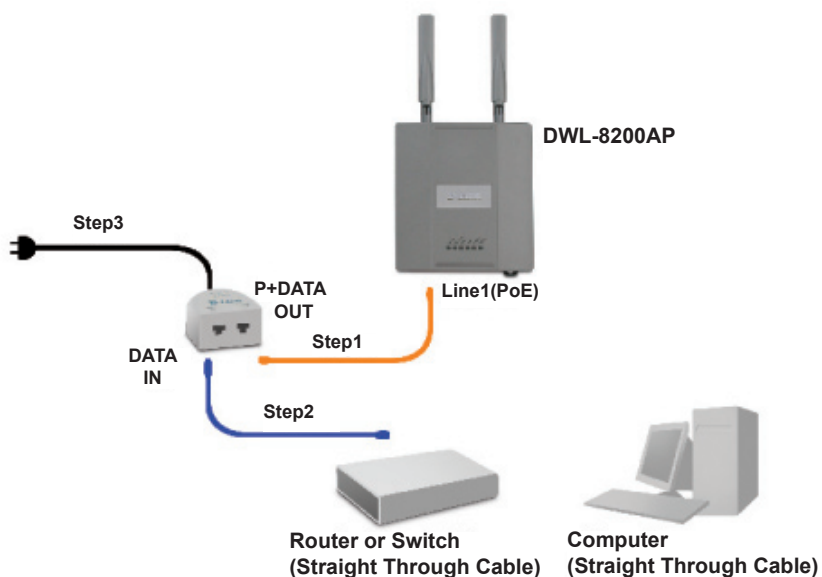 DWL-8200AP
Step3
P+DATA
OUT
Line1(PoE)
Step1
DATA
IN
Step2
Router or Switch
(Straight Through Cable)
Computer
(Straight Through Cable)